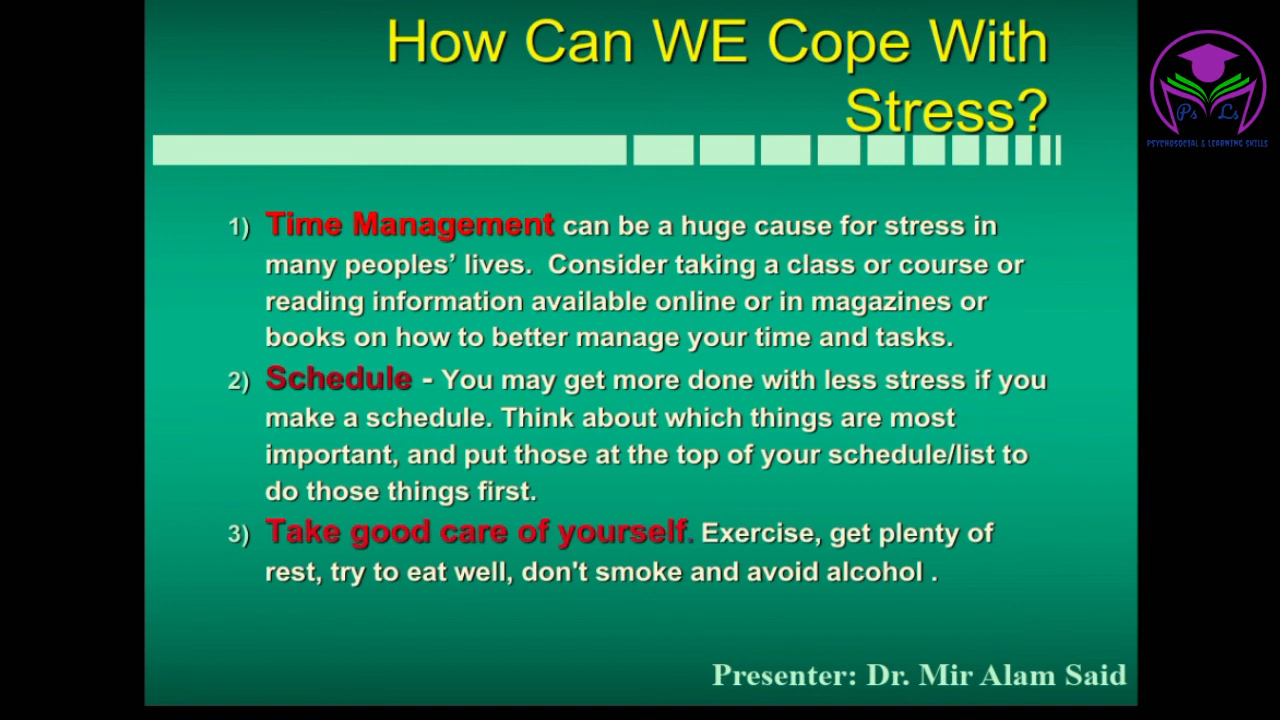 How Can WE Cope With
Stress?
Ps Ls
PSYCHOSOCIAL & LEARNING SKILLS
1) Time Management can be a huge cause for stress in
many peoples’ lives.  Consider taking a class or course or
reading information available online or in magazines or
books on how to better manage your time and tasks.
2) Schedule - You may get more done with less stress if you
make a schedule. Think about which things are most
important, and put those at the top of your schedule/list to
do those things first.
3) Take good care of yourself. Exercise, get plenty of
rest, try to eat well, don't smoke and avoid alcohol .
Presenter: Dr. Mir Alam Said